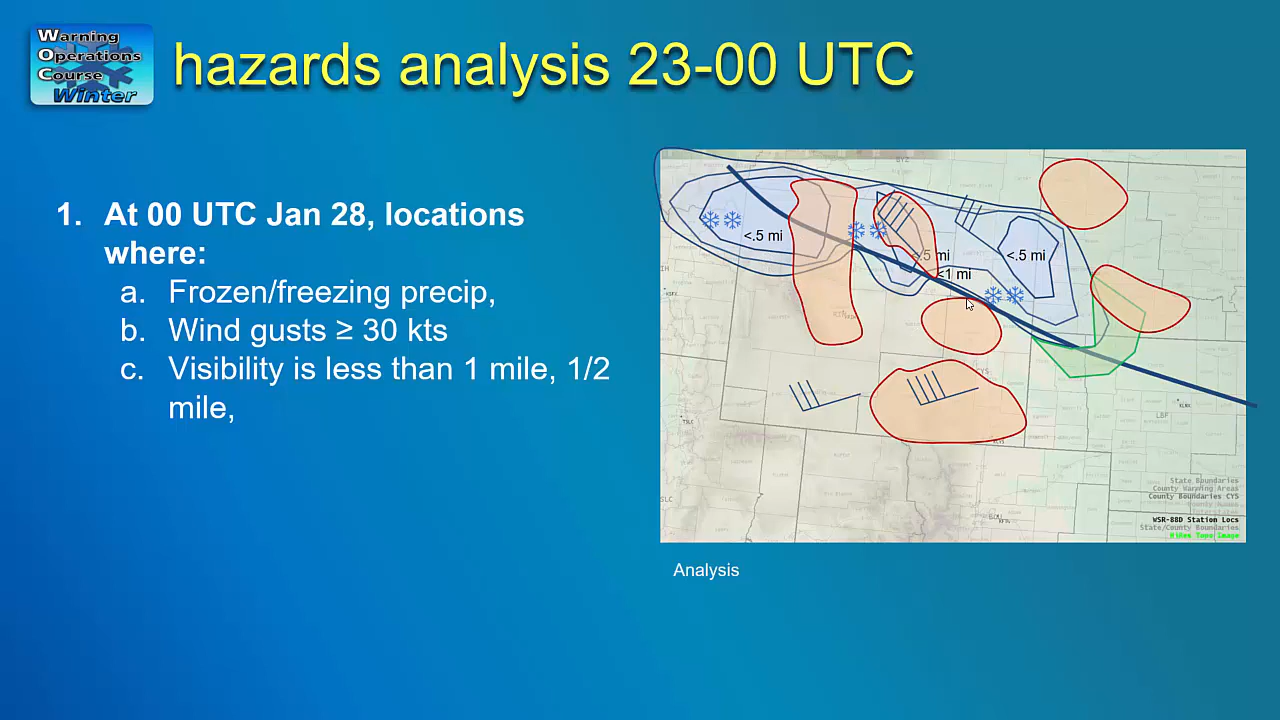 Warning
Operations
Course
Winter
hazards analysis 23-00 UTC
1. At 00 UTC Jan 28, locations
where:
a. Frozen/freezing precip,
b. Wind gusts ≥ 30 kts
c. Visibility is less than 1 mile, 1/2
mile,
<.5 mi
<.5 mi
<.5 mi
<1 mi
State Boundaries
County Warning Areas
County Boundaries CYS
WSR-88D Station Locs
State/County Boundaries
HiRes Topo Image
Analysis